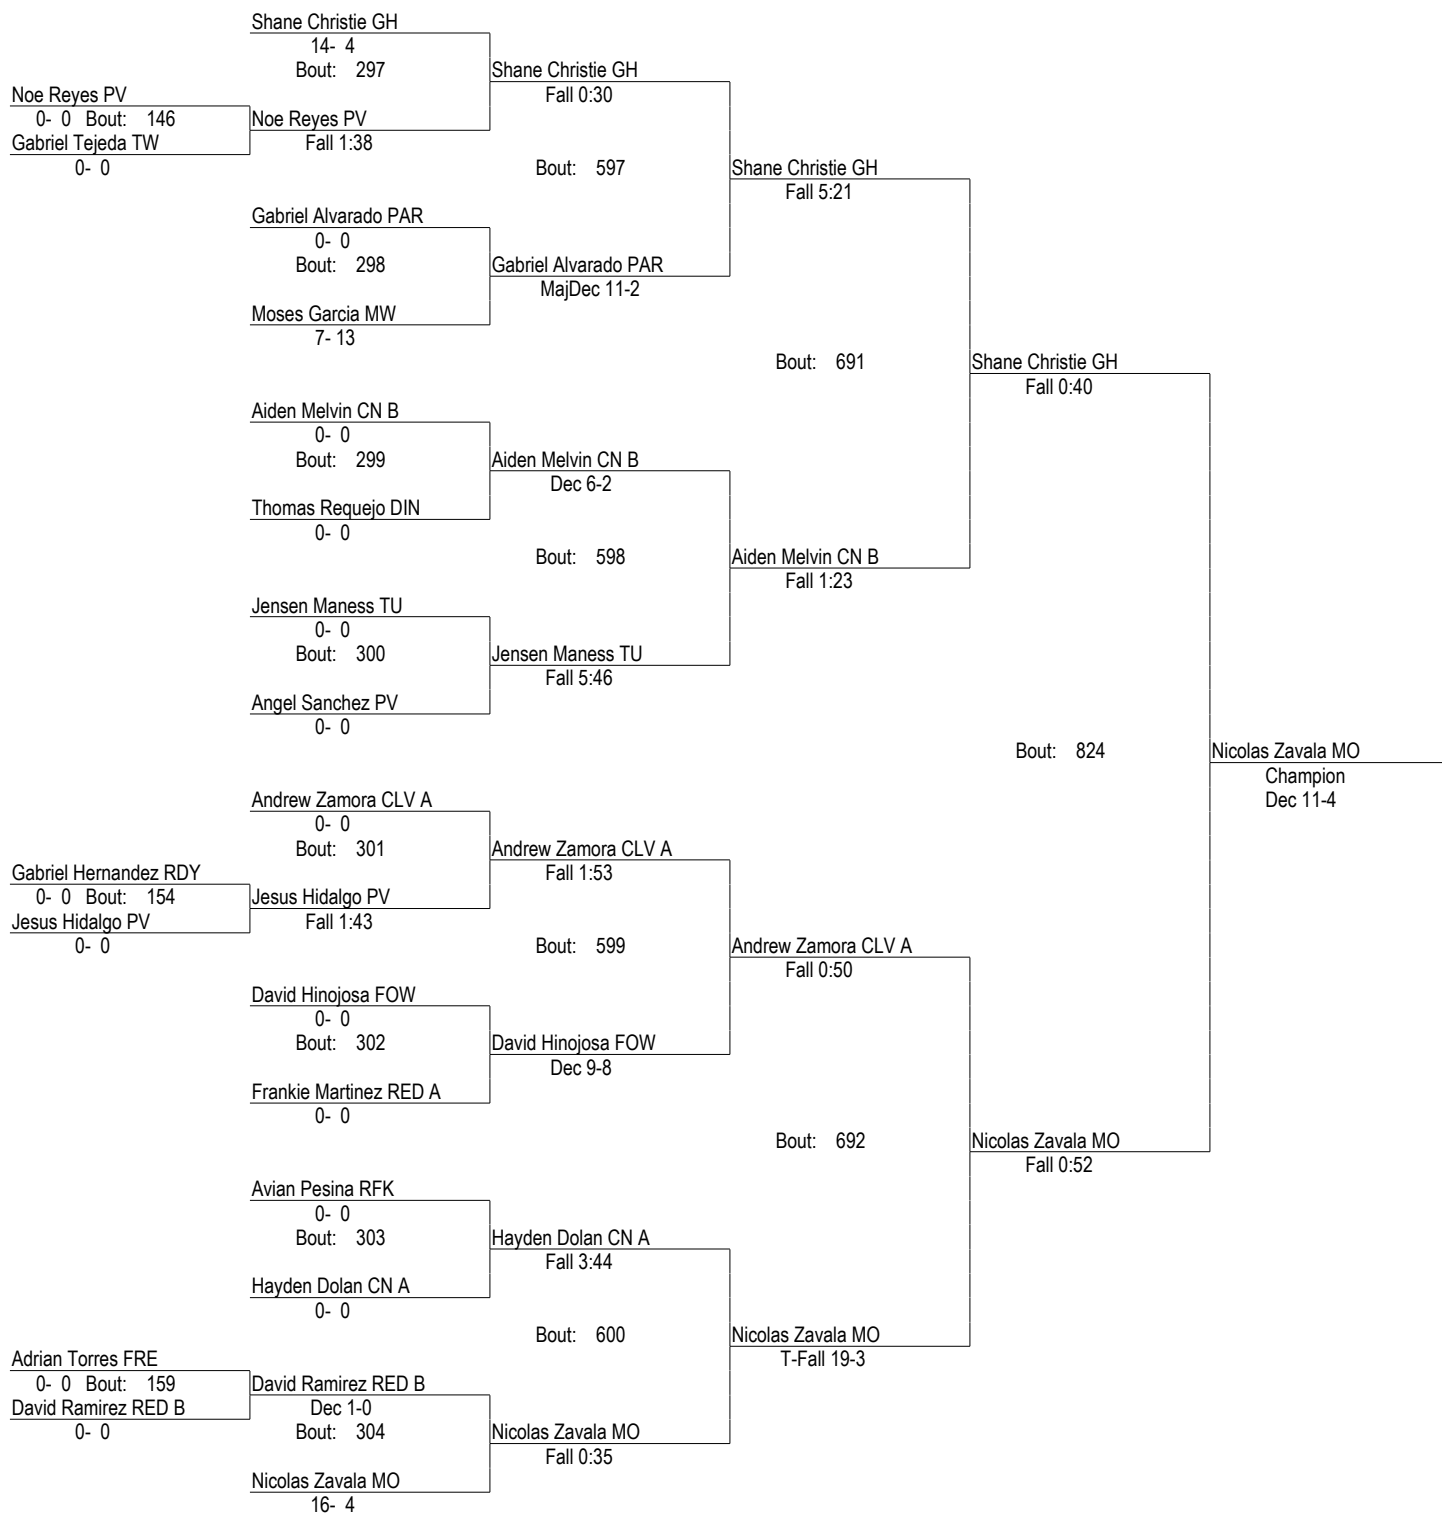 Shane Christie GH
14- 4
Bout: 297
Shane Christie GH
Fall 0:30
Noe Reyes PV
0- 0 Bout: 146
Noe Reyes PV
Gabriel Tejeda TW
Fall 1:38
0- 0
Bout: 597
Shane Christie GH
Fall 5:21
Gabriel Alvarado PAR
0- 0
Bout: 298
Gabriel Alvarado PAR
MajDec 11-2
Moses Garcia MW
7- 13
Bout: 691
Shane Christie GH
Fall 0:40
Aiden Melvin CN B
0- 0
Bout: 299
Aiden Melvin CN B
Dec 6-2
Thomas Requejo DIN
0- 0
Bout: 598
Aiden Melvin CN B
Fall 1:23
Jensen Maness TU
0- 0
Bout: 300
Jensen Maness TU
Fall 5:46
Angel Sanchez PV
0- 0
Bout: 824
Nicolas Zavala MO
Champion
Dec 11-4
Andrew Zamora CLV A
0- 0
Bout: 301
Andrew Zamora CLV A
Fall 1:53
Gabriel Hernandez RDY
0- 0 Bout: 154
Jesus Hidalgo PV
Jesus Hidalgo PV
Fall 1:43
0- 0
Bout: 599
Andrew Zamora CLV A
Fall 0:50
David Hinojosa FOW
0- 0
Bout: 302
David Hinojosa FOW
Dec 9-8
Frankie Martinez RED A
0- 0
Bout: 692
Nicolas Zavala MO
Fall 0:52
Avian Pesina RFK
0- 0
Bout: 303
Hayden Dolan CN A
Fall 3:44
Hayden Dolan CN A
0- 0
Bout: 600
Nicolas Zavala MO
T-Fall 19-3
Adrian Torres FRE
0- 0 Bout: 159
David Ramirez RED B
David Ramirez RED B
Dec 1-0
0- 0
Bout: 304
Nicolas Zavala MO
Fall 0:35
Nicolas Zavala MO
16- 4